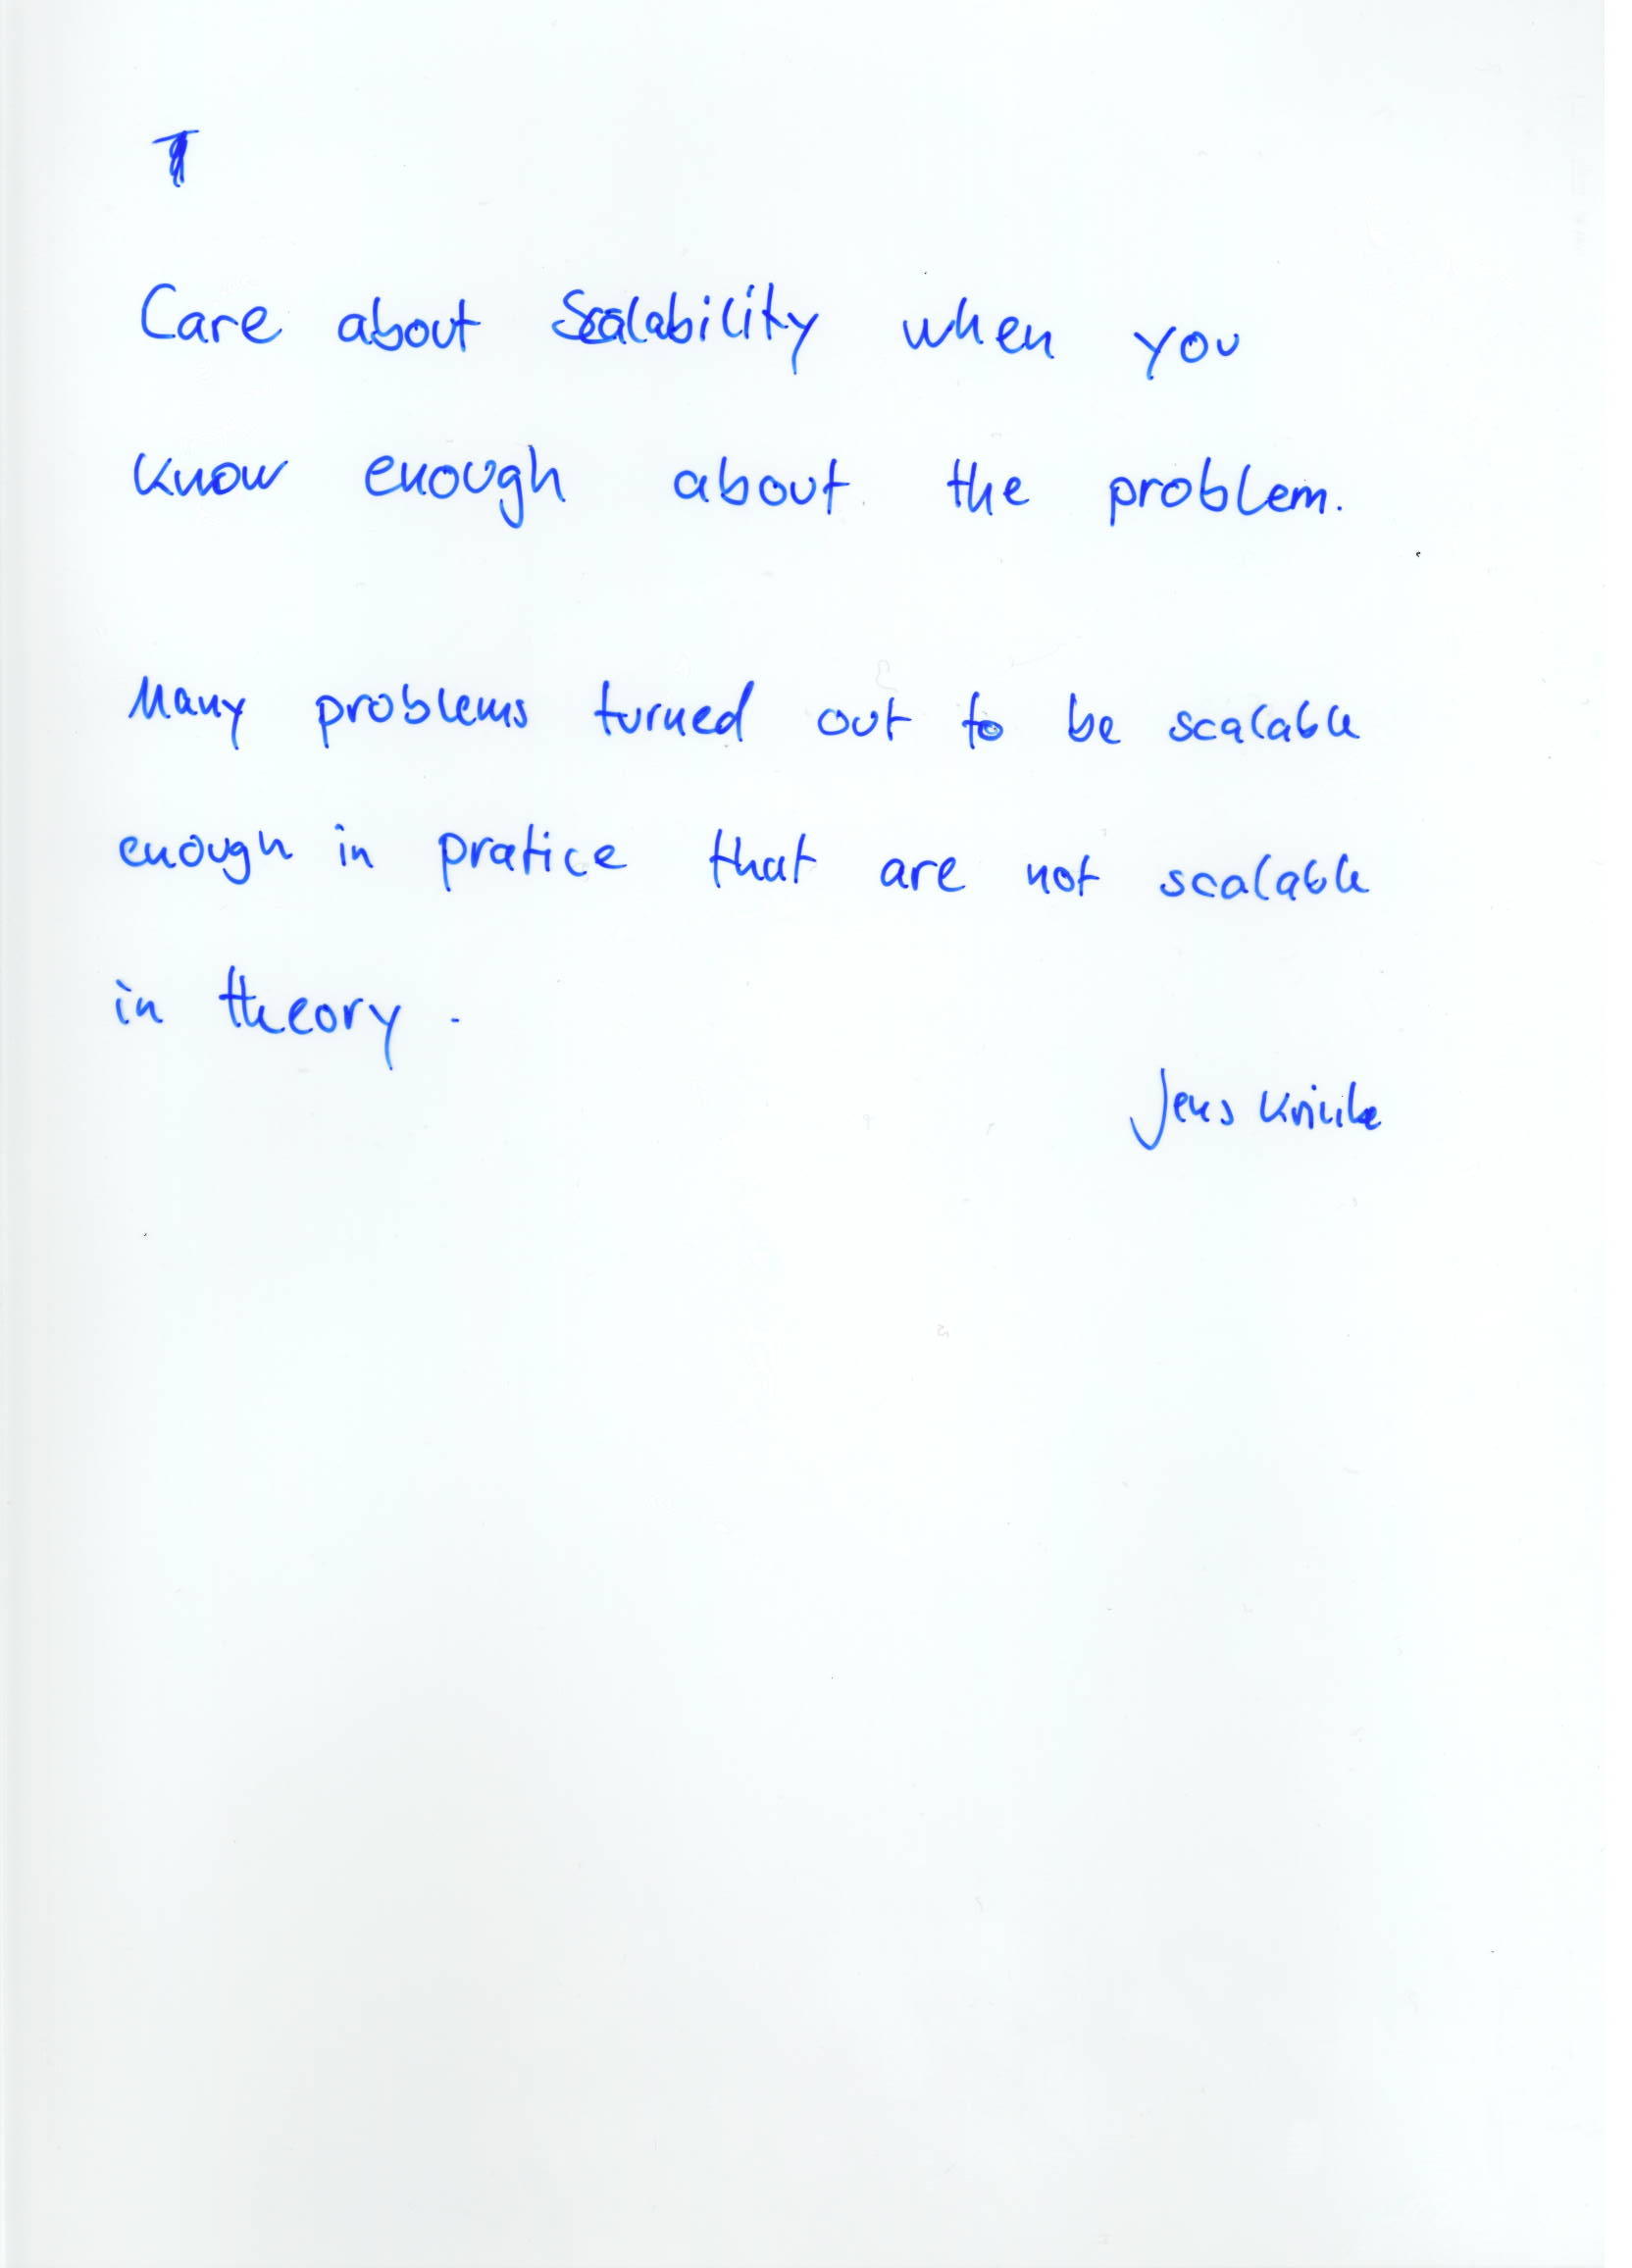 Care about Scalability when you
know enough about the problem.
Many problems turned out to be scalable
enough in pratice that are not scalable
in theory.
Jens Krinke